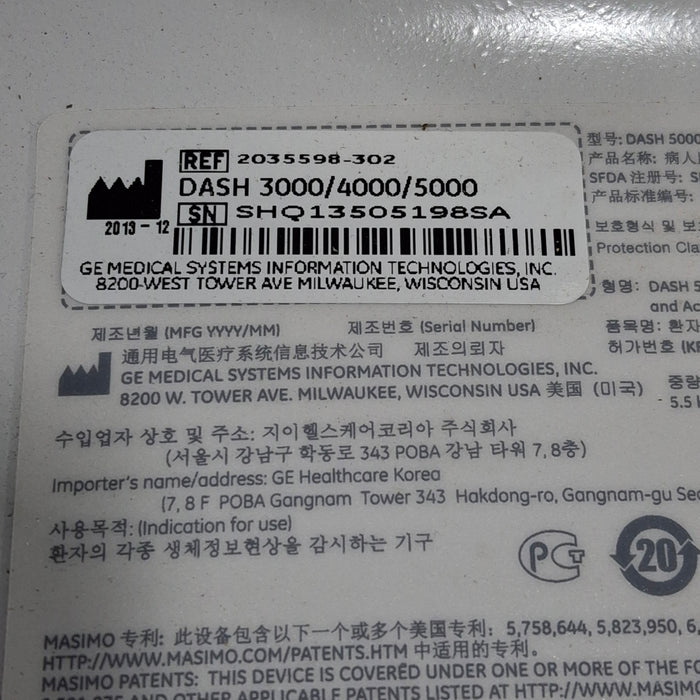 REF 2035598-302
DASH 3000/4000/5000
SN SHQ13505198SA
2013-12
GE MEDICAL SYSTEMS INFORMATION TECHNOLOGIES, INC.
8200 WEST TOWER AVE MILWAUKEE, WISCONSIN USA
型号: DASH 5000
产品名称: 病人
SFDA 注册号:
产品标准编号:
보호형식 및 보
Protection Cla
형명: DASH 5
and Ac
품목명: 환자
허가번호 (KF
중량
5.5
제조년월 (MFG YYYY/MM) 제조번호 (Serial Number)
通用电气医疗系统信息技术公司 제조의뢰자
GE MEDICAL SYSTEMS INFORMATION TECHNOLOGIES, INC.
8200 W. TOWER AVE. MILWAUKEE, WISCONSIN USA 美国 (미국)
수입업자 상호 및 주소: 지이헬스케어코리아 주식회사
(서울시 강남구 학동로 343 POBA 강남 타워 7, 8층)
Importer's name/address: GE Healthcare Korea
(7, 8 F POBA Gangnam Tower 343 Hakdong-ro, Gangnam-gu Seo
사용목적: (Indication for use)
환자의 각종 생체정보현상을 감시하는 기구
РСТ
20
MASIMO 专利: 此设备包含以下一个或多个美国专利: 5,758,644, 5,823,950, 6,
HTTP://WWW.MASIMO.COM/PATENTS.HTM 中适用的专利。
MASIMO PATENTS: THIS DEVICE IS COVERED UNDER ONE OR MORE OF THE FO
AND OTHER APPLICABLE PATENTS LISTED AT HTTP://WWW.MASIMO